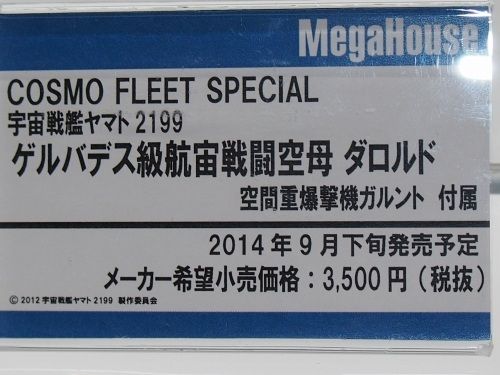 MegaHouse
COSMO FLEET SPECIAL
宇宙戦艦ヤマト2199
ゲルバデス級航宙戦闘空母 ダロルド
空間重爆撃機ガルント 付属
2014年9月下旬発売予定
メーカー希望小売価格：3,500円（税抜）
© 2012 宇宙戦艦ヤマト2199 製作委員会